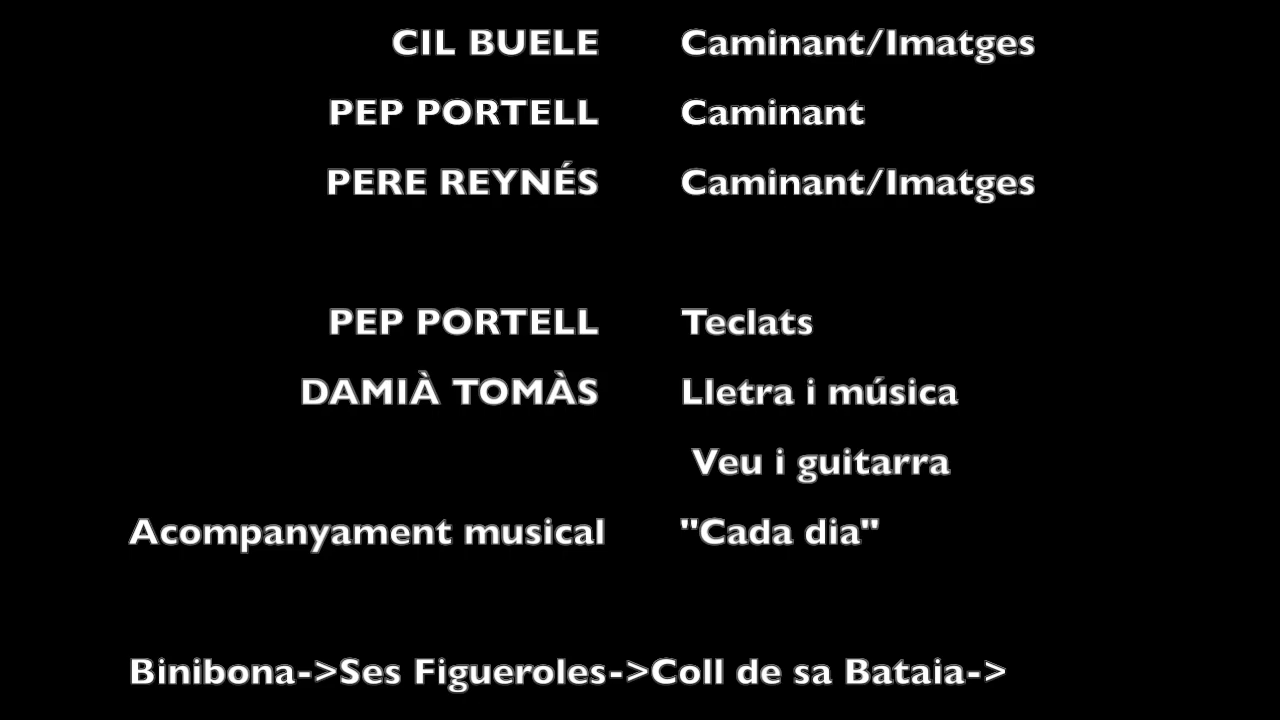 CIL BUELE Caminant/Imatges
PEP PORTELL Caminant
PERE REYNÉS Caminant/Imatges
PEP PORTELL Teclats
DAMIÀ TOMÀS Lletra i música
Veu i guitarra
Acompanyament musical "Cada dia"
Binibona->Ses Figueroles->Coll de sa Bataia->